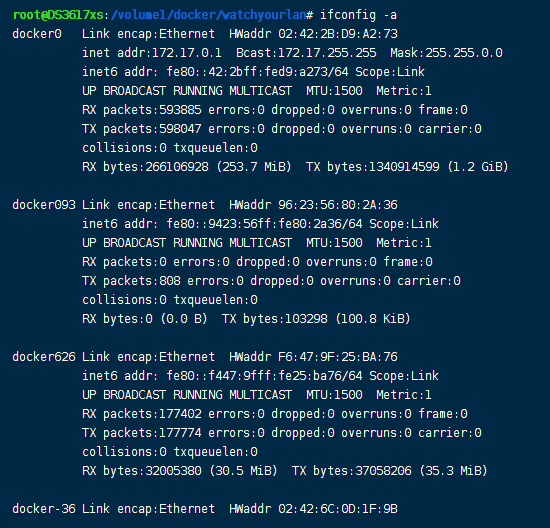 root@DS3617xs:/volume1/docker/watchyourlan# ifconfig -a
docker0   Link encap:Ethernet  HWaddr 02:42:2B:D9:A2:73
          inet addr:172.17.0.1  Bcast:172.17.255.255  Mask:255.255.0.0
          inet6 addr: fe80::42:2bff:fed9:a273/64 Scope:Link
          UP BROADCAST RUNNING MULTICAST  MTU:1500  Metric:1
          RX packets:593885 errors:0 dropped:0 overruns:0 frame:0
          TX packets:598047 errors:0 dropped:0 overruns:0 carrier:0
          collisions:0 txqueuelen:0
          RX bytes:266106928 (253.7 MiB)  TX bytes:1340914599 (1.2 GiB)

docker093 Link encap:Ethernet  HWaddr 96:23:56:80:2A:36
          inet6 addr: fe80::9423:56ff:fe80:2a36/64 Scope:Link
          UP BROADCAST RUNNING MULTICAST  MTU:1500  Metric:1
          RX packets:0 errors:0 dropped:0 overruns:0 frame:0
          TX packets:808 errors:0 dropped:0 overruns:0 carrier:0
          collisions:0 txqueuelen:0
          RX bytes:0 (0.0 B)  TX bytes:103298 (100.8 KiB)

docker626 Link encap:Ethernet  HWaddr F6:47:9F:25:BA:76
          inet6 addr: fe80::f447:9fff:fe25:ba76/64 Scope:Link
          UP BROADCAST RUNNING MULTICAST  MTU:1500  Metric:1
          RX packets:177402 errors:0 dropped:0 overruns:0 frame:0
          TX packets:177774 errors:0 dropped:0 overruns:0 carrier:0
          collisions:0 txqueuelen:0
          RX bytes:32005380 (30.5 MiB)  TX bytes:37058206 (35.3 MiB)

docker-36 Link encap:Ethernet  HWaddr 02:42:6C:0D:1F:9B